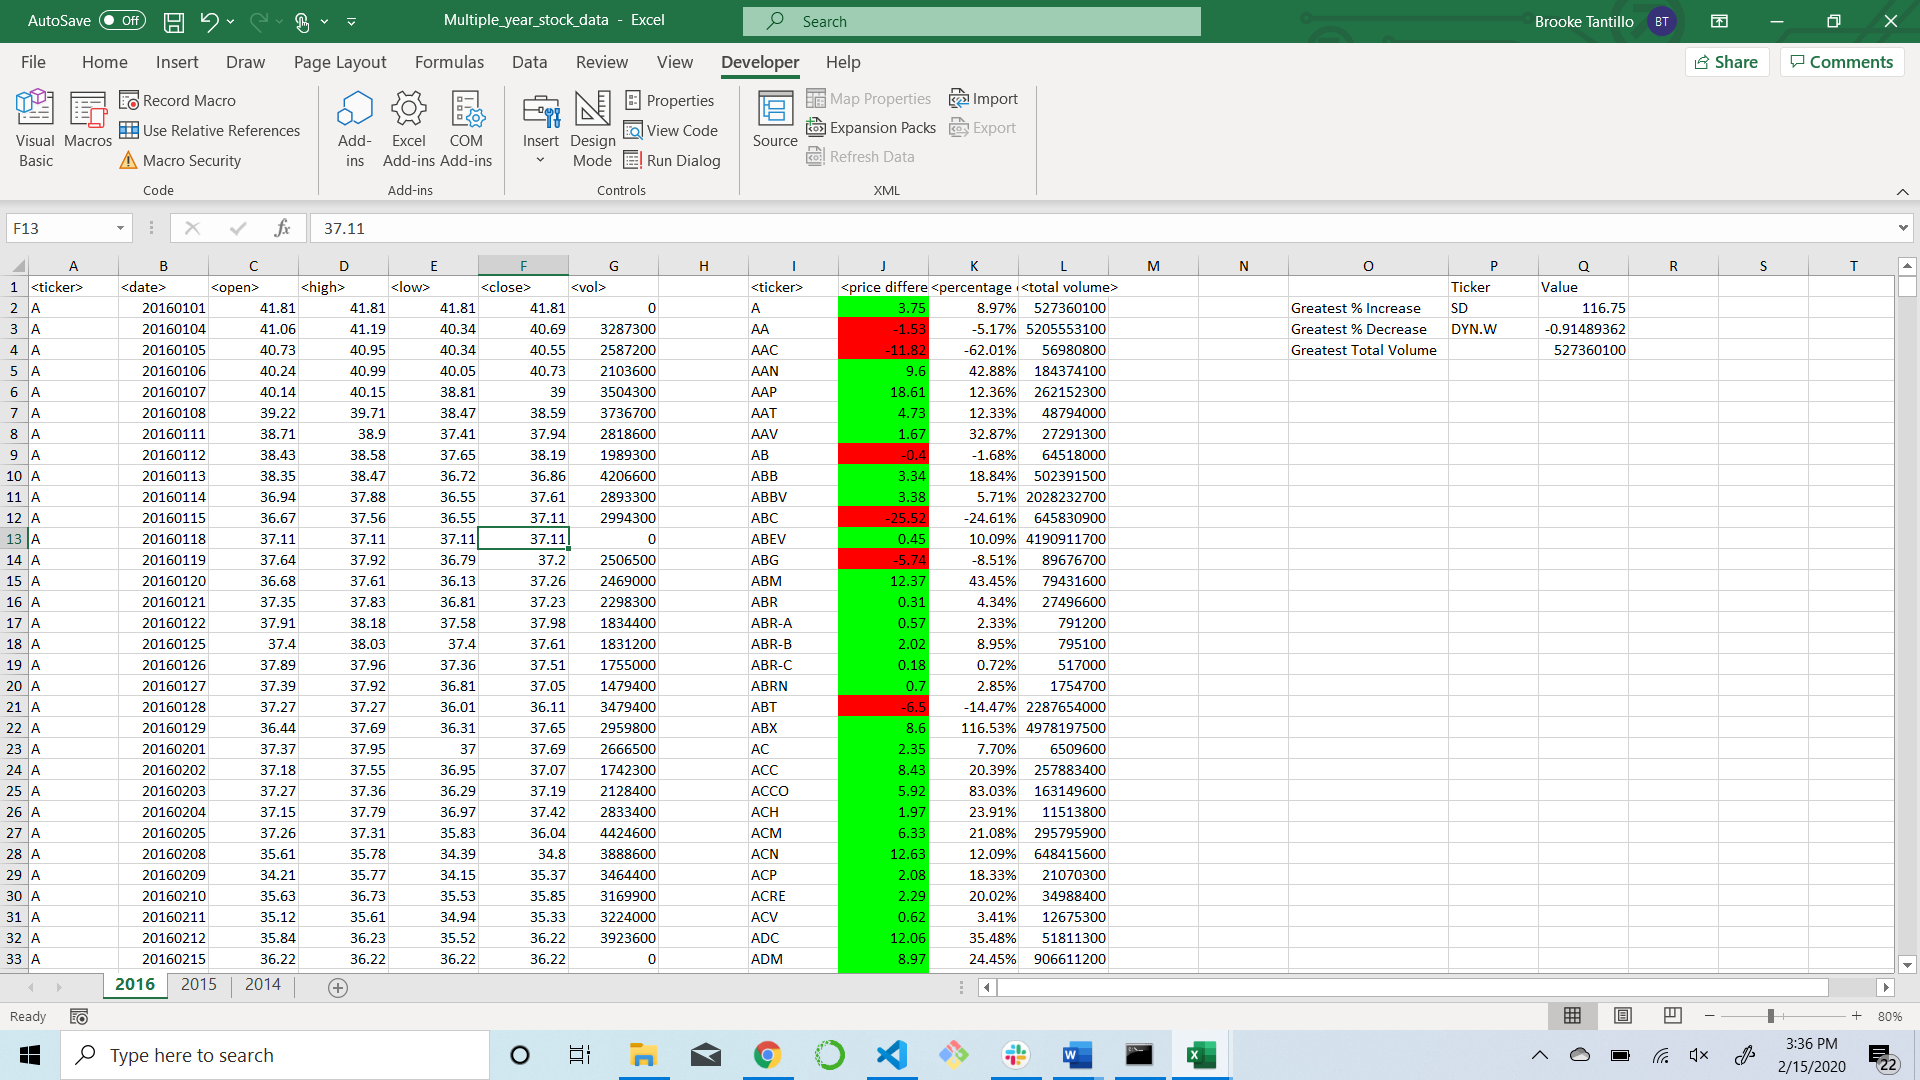 AutoSave Off Multiple_year_stock_data - Excel Search Brooke Tantillo BT
File Home Insert Draw Page Layout Formulas Data Review View Developer Help Share Comments
Visual Basic
Macros
Record Macro
Use Relative References
Macro Security
Code
Add-ins
Excel Add-ins
COM Add-ins
Add-ins
Insert
Design Mode
Properties
View Code
Run Dialog
Controls
Source
Map Properties
Expansion Packs
Refresh Data
Import
Export
XML
F13 fx 37.11
A B C D E F G H I J K L M N O P Q R S T
1 <ticker> <date> <open> <high> <low> <close> <vol> <ticker> <price differe <percentage <total volume> Ticker Value
2 A 20160101 41.81 41.81 41.81 41.81 0 A 3.75 8.97% 527360100 Greatest % Increase SD 116.75
3 A 20160104 41.06 41.19 40.34 40.69 3287300 AA -1.53 -5.17% 5205553100 Greatest % Decrease DYN.W -0.91489362
4 A 20160105 40.73 40.95 40.34 40.55 2587200 AAC -11.82 -62.01% 56980800 Greatest Total Volume 527360100
5 A 20160106 40.24 40.99 40.05 40.73 2103600 AAN 9.6 42.88% 184374100
6 A 20160107 40.14 40.15 38.81 39 3504300 AAP 18.61 12.36% 262152300
7 A 20160108 39.22 39.71 38.47 38.59 3736700 AAT 4.73 12.33% 48794000
8 A 20160111 38.71 38.9 37.41 37.94 2818600 AAV 1.67 32.87% 27291300
9 A 20160112 38.43 38.58 37.65 38.19 1989300 AB -0.4 -1.68% 64518000
10 A 20160113 38.35 38.47 36.72 36.86 4206600 ABB 3.34 18.84% 502391500
11 A 20160114 36.94 37.88 36.55 37.61 2893300 ABBV 3.38 5.71% 2028232700
12 A 20160115 36.67 37.56 36.55 37.11 2994300 ABC -25.52 -24.61% 645830900
13 A 20160118 37.11 37.11 37.11 37.11 0 ABEV 0.45 10.09% 4190911700
14 A 20160119 37.64 37.92 36.79 37.2 2506500 ABG -5.74 -8.51% 89676700
15 A 20160120 36.68 37.61 36.13 37.26 2469000 ABM 12.37 43.45% 79431600
16 A 20160121 37.35 37.83 36.81 37.23 2298300 ABR 0.31 4.34% 27496600
17 A 20160122 37.91 38.18 37.58 37.98 1834400 ABR-A 0.57 2.33% 791200
18 A 20160125 37.4 38.03 37.4 37.61 1831200 ABR-B 2.02 8.95% 795100
19 A 20160126 37.89 37.96 37.36 37.51 1755000 ABR-C 0.18 0.72% 517000
20 A 20160127 37.39 37.92 36.81 37.05 1479400 ABRN 0.7 2.85% 1754700
21 A 20160128 37.27 37.27 36.01 36.11 3479400 ABT -6.5 -14.47% 2287654000
22 A 20160129 36.44 37.69 36.31 37.65 2959800 ABX 8.6 116.53% 4978197500
23 A 20160201 37.37 37.95 37 37.69 2666500 AC 2.35 7.70% 6509600
24 A 20160202 37.18 37.55 36.95 37.07 1742300 ACC 8.43 20.39% 257883400
25 A 20160203 37.27 37.36 36.29 37.19 2128400 ACCO 5.92 83.03% 163149600
26 A 20160204 37.15 37.79 36.97 37.42 2833400 ACH 1.97 23.91% 11513800
27 A 20160205 37.26 37.31 35.83 36.04 4424600 ACM 6.33 21.08% 295795900
28 A 20160208 35.61 35.78 34.39 34.8 3888600 ACN 12.63 12.09% 648415600
29 A 20160209 34.21 35.77 34.15 35.37 3464400 ACP 2.08 18.33% 21070300
30 A 20160210 35.63 36.73 35.53 35.85 3169900 ACRE 2.29 20.02% 34988400
31 A 20160211 35.12 35.61 34.94 35.33 3224000 ACV 0.62 3.41% 12675300
32 A 20160212 35.84 36.23 35.52 36.22 3923600 ADC 12.06 35.48% 51811300
33 A 20160215 36.22 36.22 36.22 36.22 0 ADM 8.97 24.45% 906611200
2016 2015 2014
Ready 80%
Type here to search 3:36 PM
2/15/2020 22